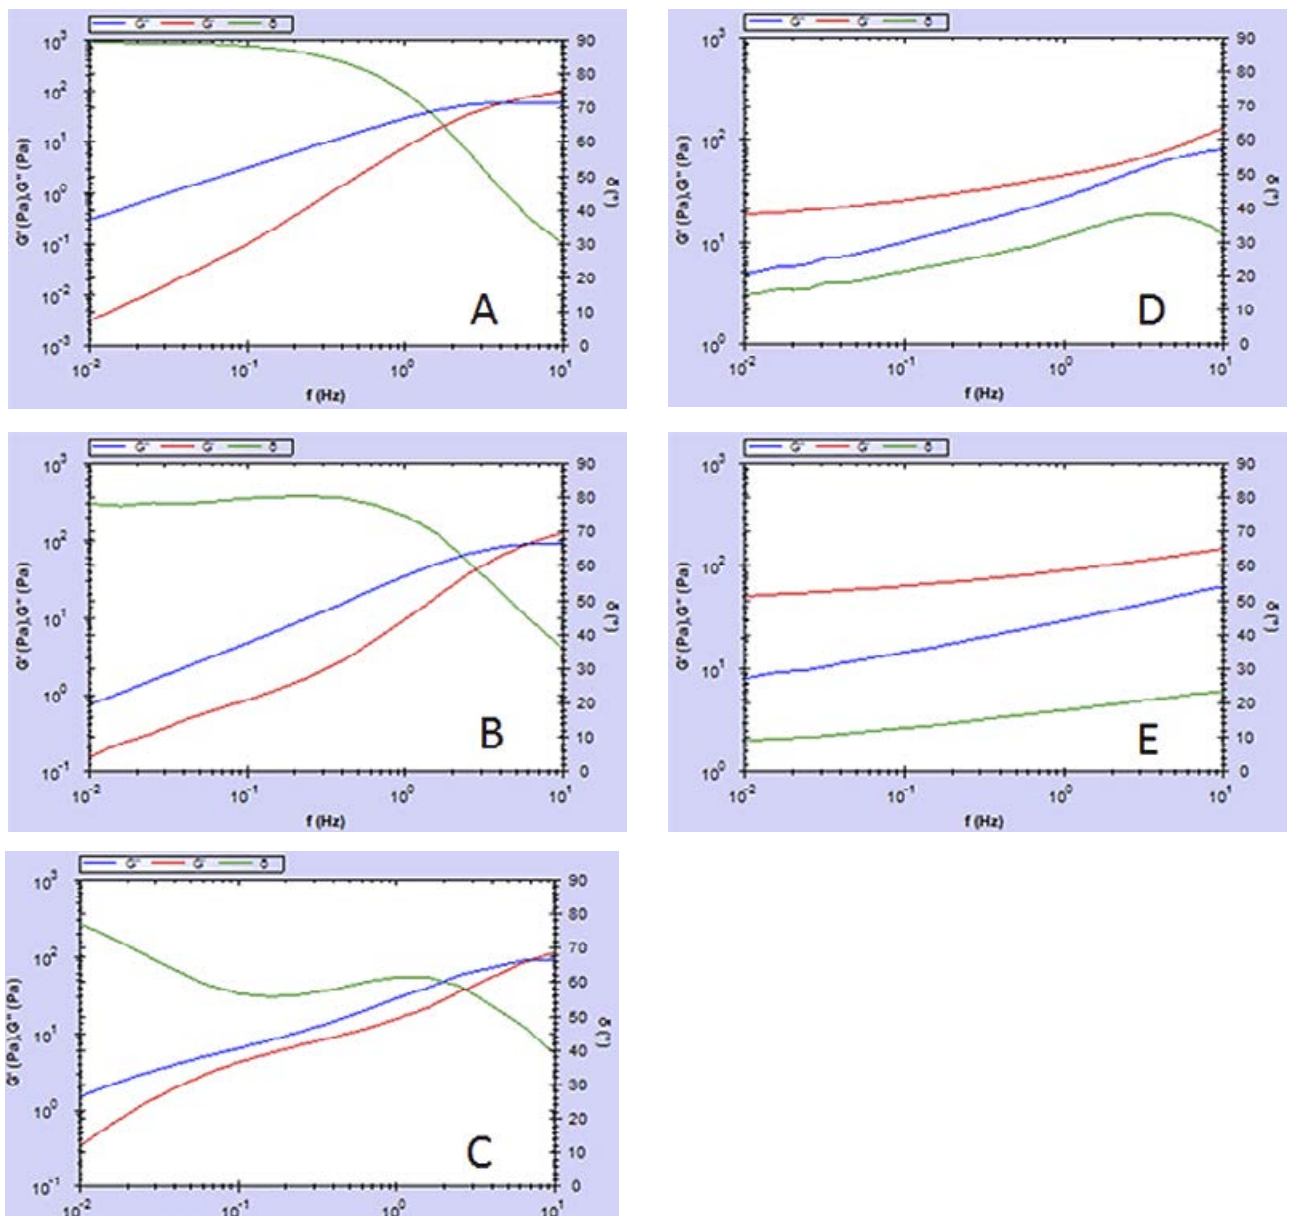 G'' G' δ
10³ 10² 10¹ 10⁰ 10⁻¹ 10⁻² 10⁻³
G' (Pa), G'' (Pa)
90 80 70 60 50 40 30 20 10 0
δ (°)
A
10⁻² 10⁻¹ 10⁰ 10¹
f (Hz)
G'' G' δ
10³ 10² 10¹ 10⁰
G' (Pa), G'' (Pa)
90 80 70 60 50 40 30 20 10 0
δ (°)
D
10⁻² 10⁻¹ 10⁰ 10¹
f (Hz)
G'' G' δ
10³ 10² 10¹ 10⁰ 10⁻¹
G' (Pa), G'' (Pa)
90 80 70 60 50 40 30 20 10 0
δ (°)
B
10⁻² 10⁻¹ 10⁰ 10¹
f (Hz)
G'' G' δ
10³ 10² 10¹ 10⁰
G' (Pa), G'' (Pa)
90 80 70 60 50 40 30 20 10 0
δ (°)
E
10⁻² 10⁻¹ 10⁰ 10¹
f (Hz)
G'' G' δ
10³ 10² 10¹ 10⁰ 10⁻¹
G' (Pa), G'' (Pa)
90 80 70 60 50 40 30 20 10 0
δ (°)
C
10⁻² 10⁻¹ 10⁰ 10¹